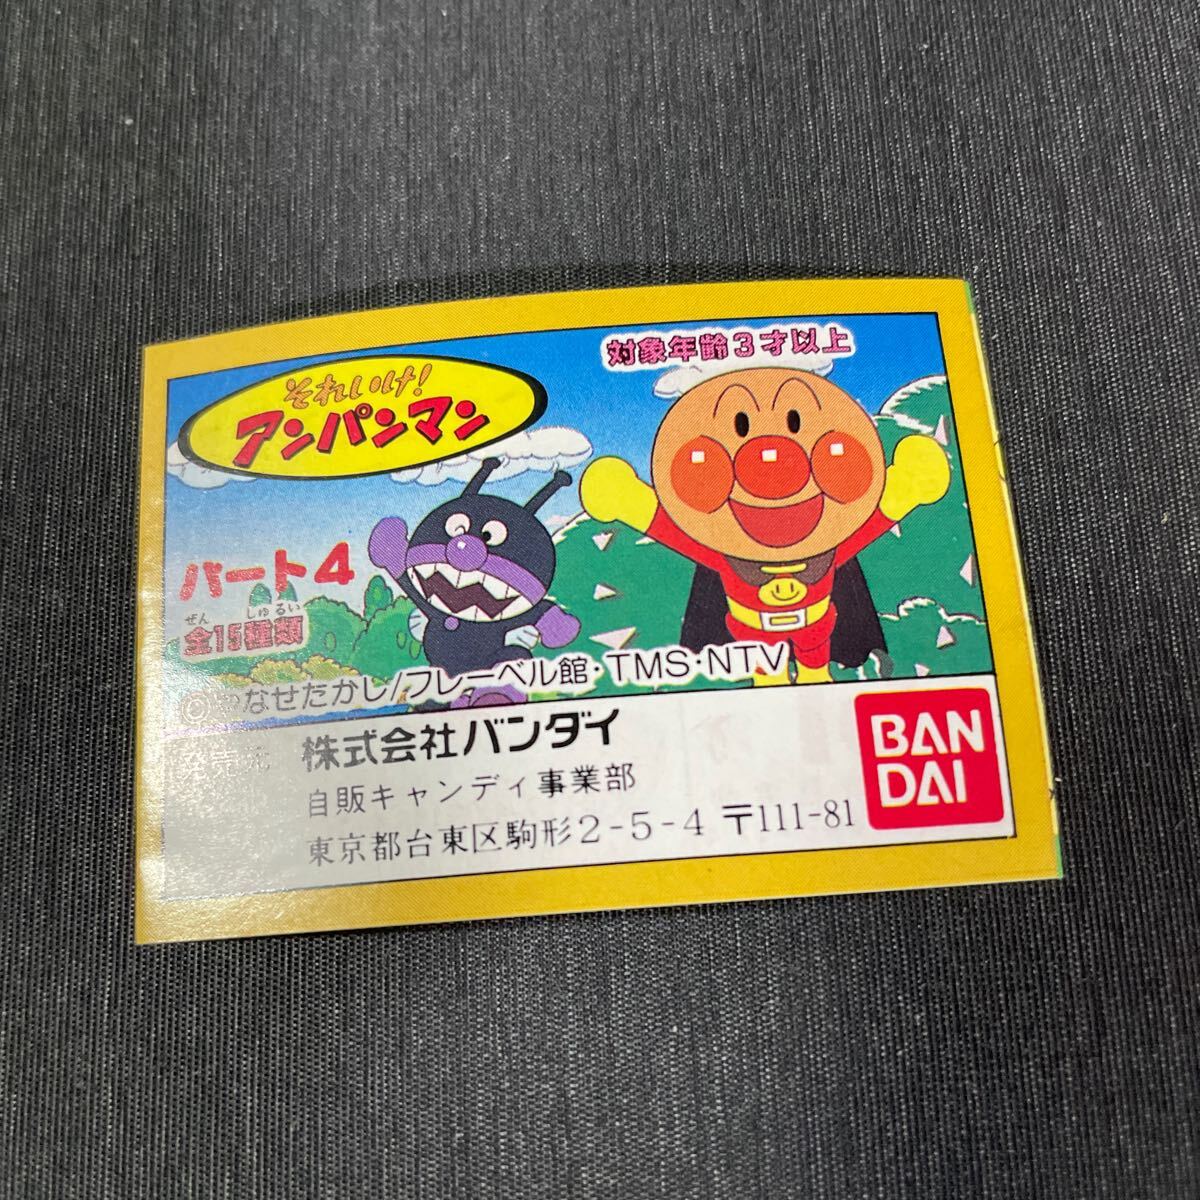 それいけ!
アンパンマン
対象年齢3才以上
パート4
ぜん しゅるい
全15種類
©やなせたかし/フレーベル館・TMS・NTV
発売元 株式会社バンダイ
自販キャンディ事業部
東京都台東区駒形2-5-4 〒111-81
BAN
DAI